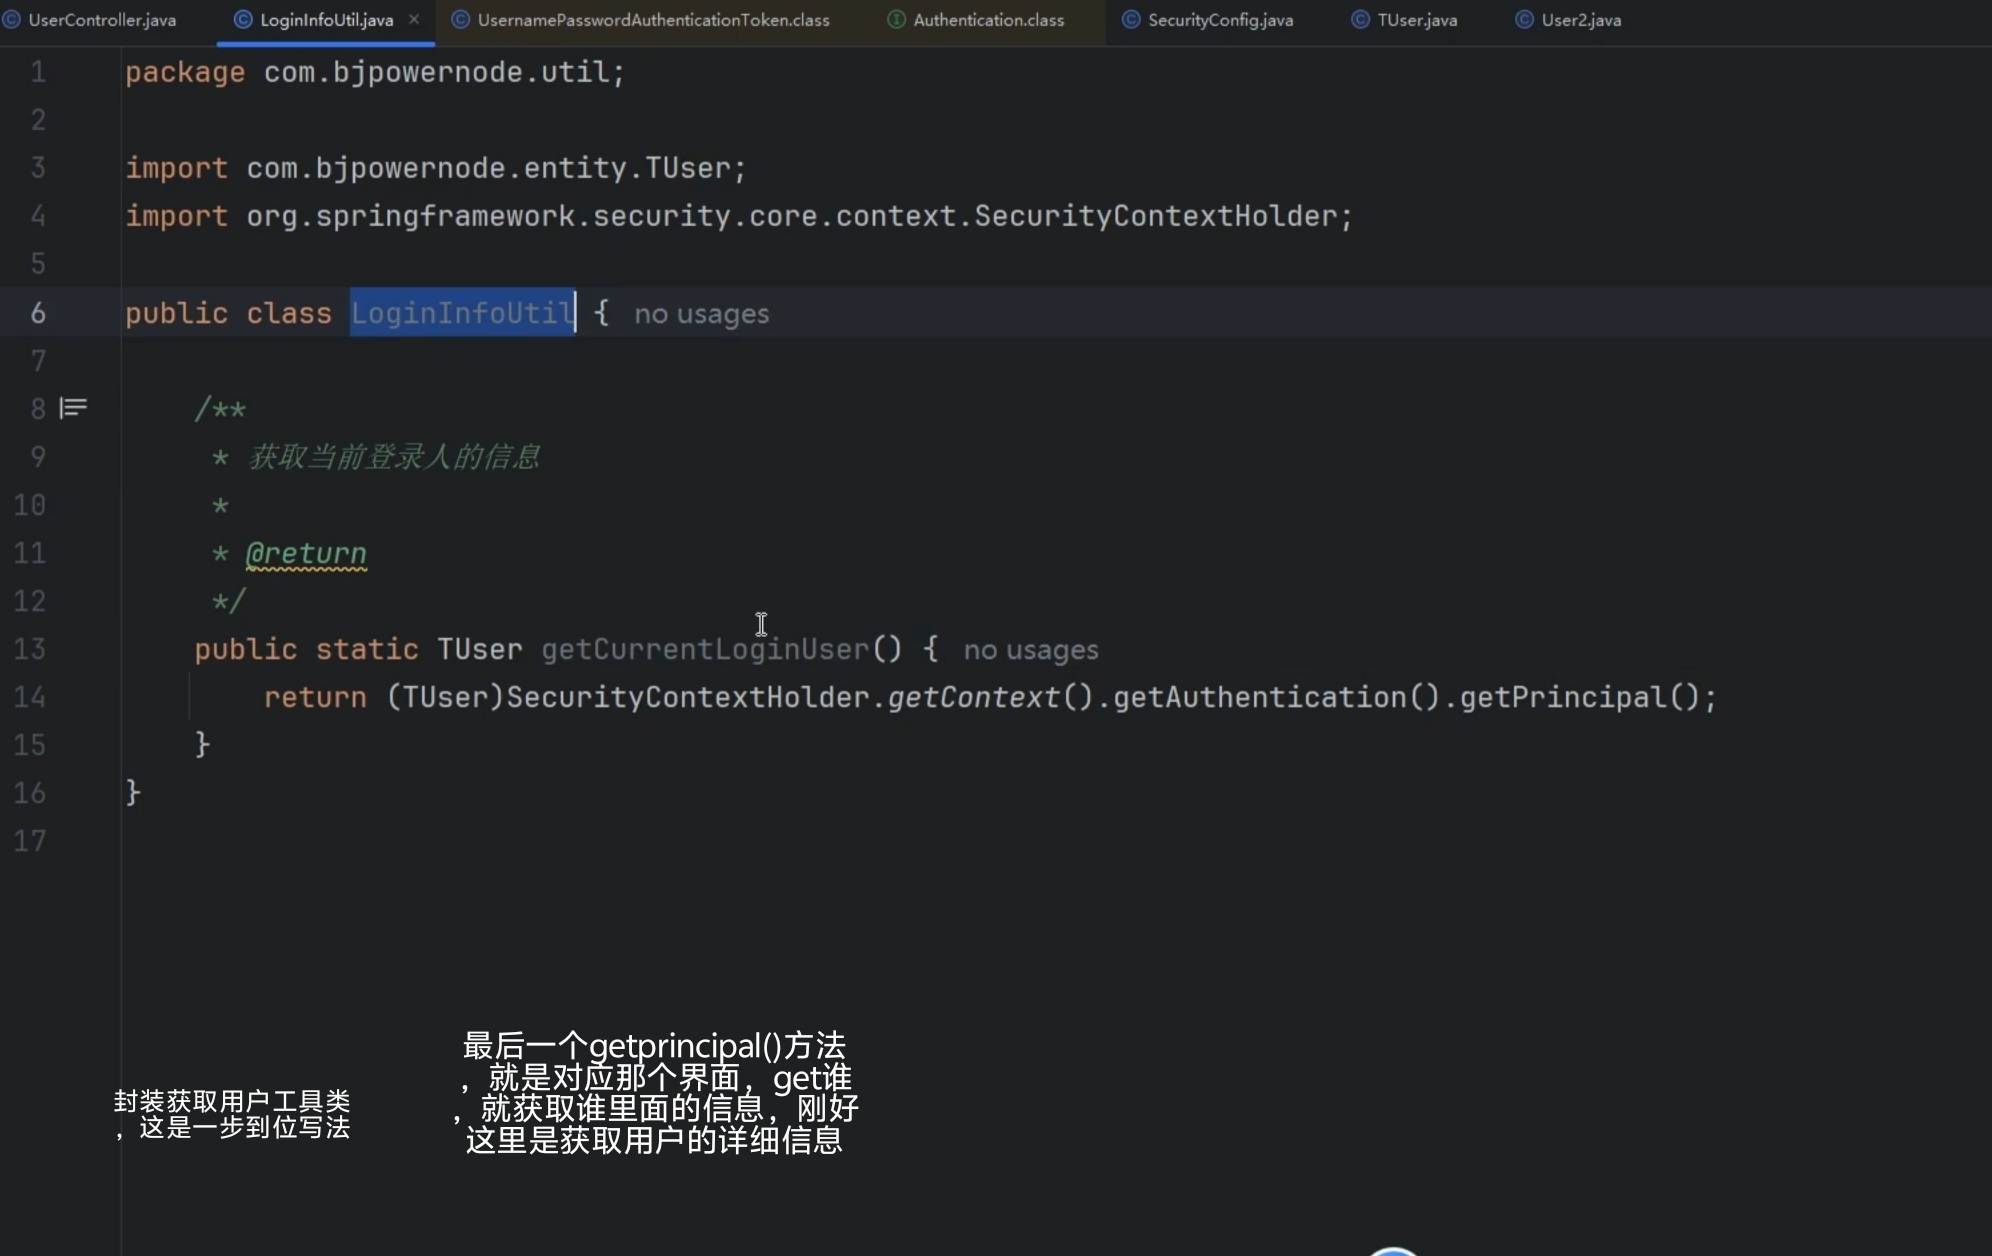 UserController.java LoginInfoUtil.java × UsernamePasswordAuthenticationToken.class Authentication.class SecurityConfig.java TUser.java User2.java
1 package com.bjpowernode.util;
2
3 import com.bjpowernode.entity.TUser;
4 import org.springframework.security.core.context.SecurityContextHolder;
5
6 public class LoginInfoUtil { no usages
7
8 /**
9 * 获取当前登录人的信息
10 *
11 * @return
12 */
13 public static TUser getCurrentLoginUser() { no usages
14 return (TUser)SecurityContextHolder.getContext().getAuthentication().getPrincipal();
15 }
16 }
17
封装获取用户工具类
，这是一步到位写法
最后一个getprincipal()方法
，就是对应那个界面，get谁
，就获取谁里面的信息，刚好
这里是获取用户的详细信息